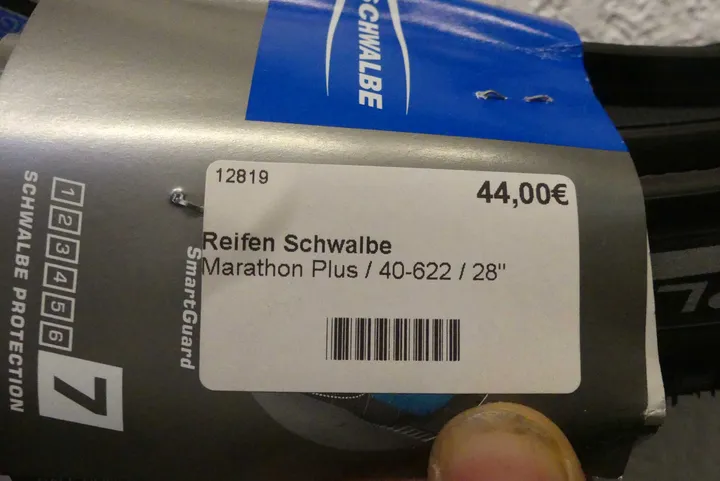 SCHWALBE
12819
44,00€
Reifen Schwalbe
Marathon Plus / 40-622 / 28"
SmartGuard
1 2 3 4 5 6 7
SCHWALBE PROTECTION
PL